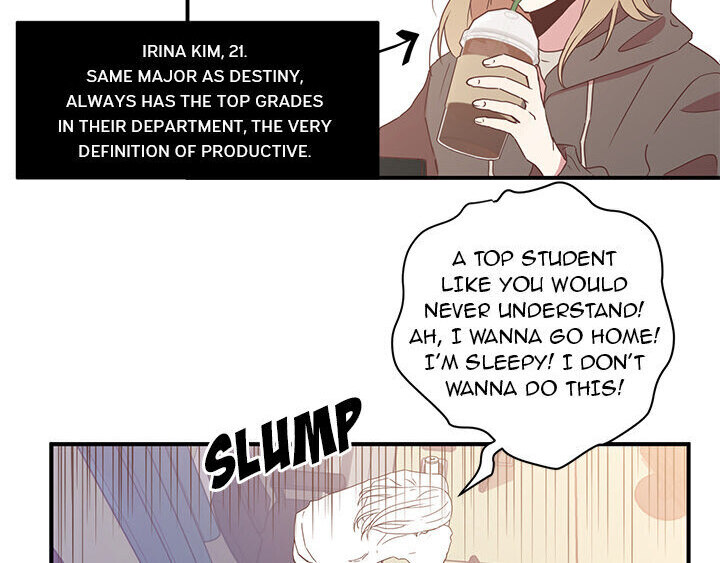 IRINA KIM, 21.
SAME MAJOR AS DESTINY,
ALWAYS HAS THE TOP GRADES
IN THEIR DEPARTMENT, THE VERY
DEFINITION OF PRODUCTIVE.
A TOP STUDENT
LIKE YOU WOULD
NEVER UNDERSTAND!
AH, I WANNA GO HOME!
I'M SLEEPY! I DON'T
WANNA DO THIS!
SLUMP